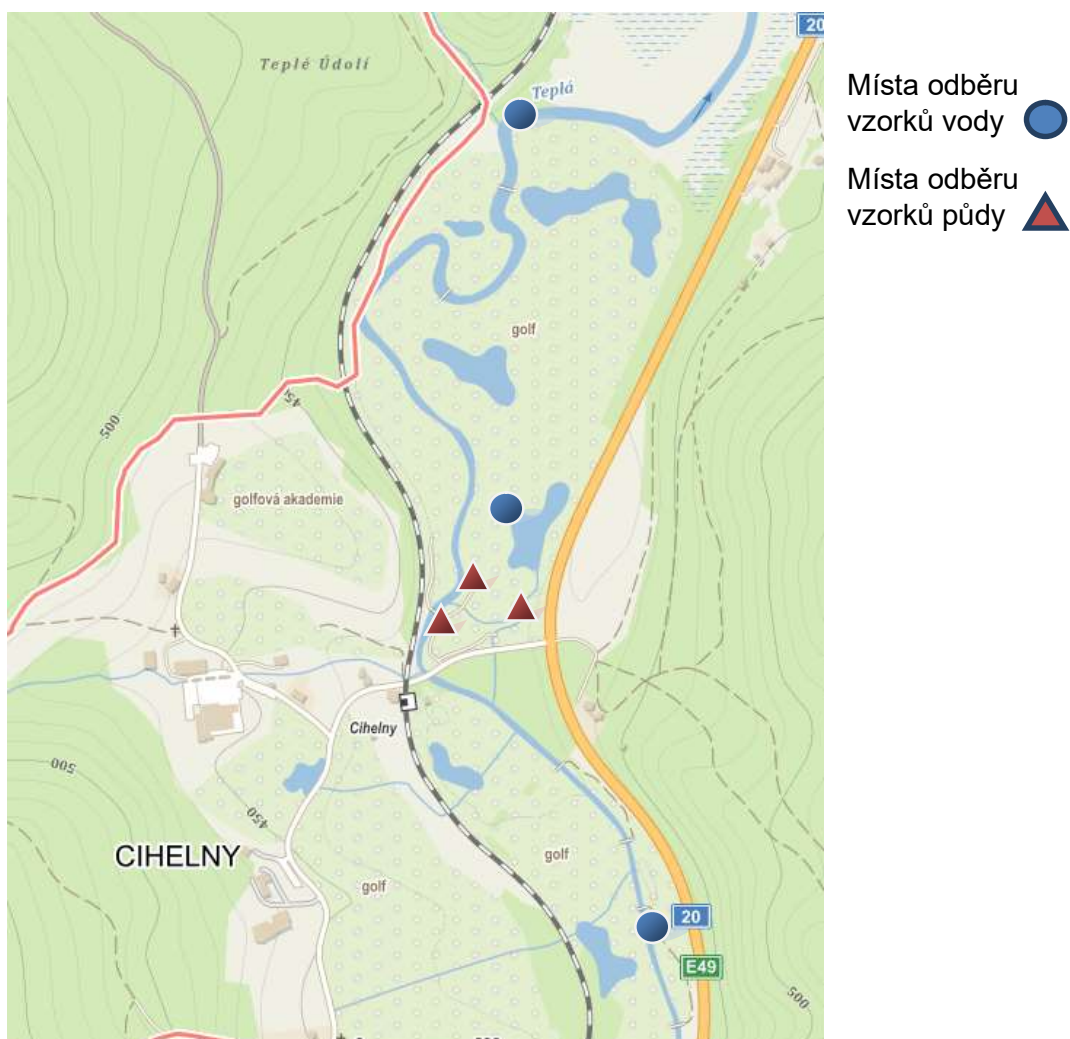 20
Teplé Údolí
Teplá
Místa odběru
vzorků vody
Místa odběru
vzorků půdy
golf
500
golfová akademie
Cihelny
500
450
CIHELNY
golf
golf
20
E49
500